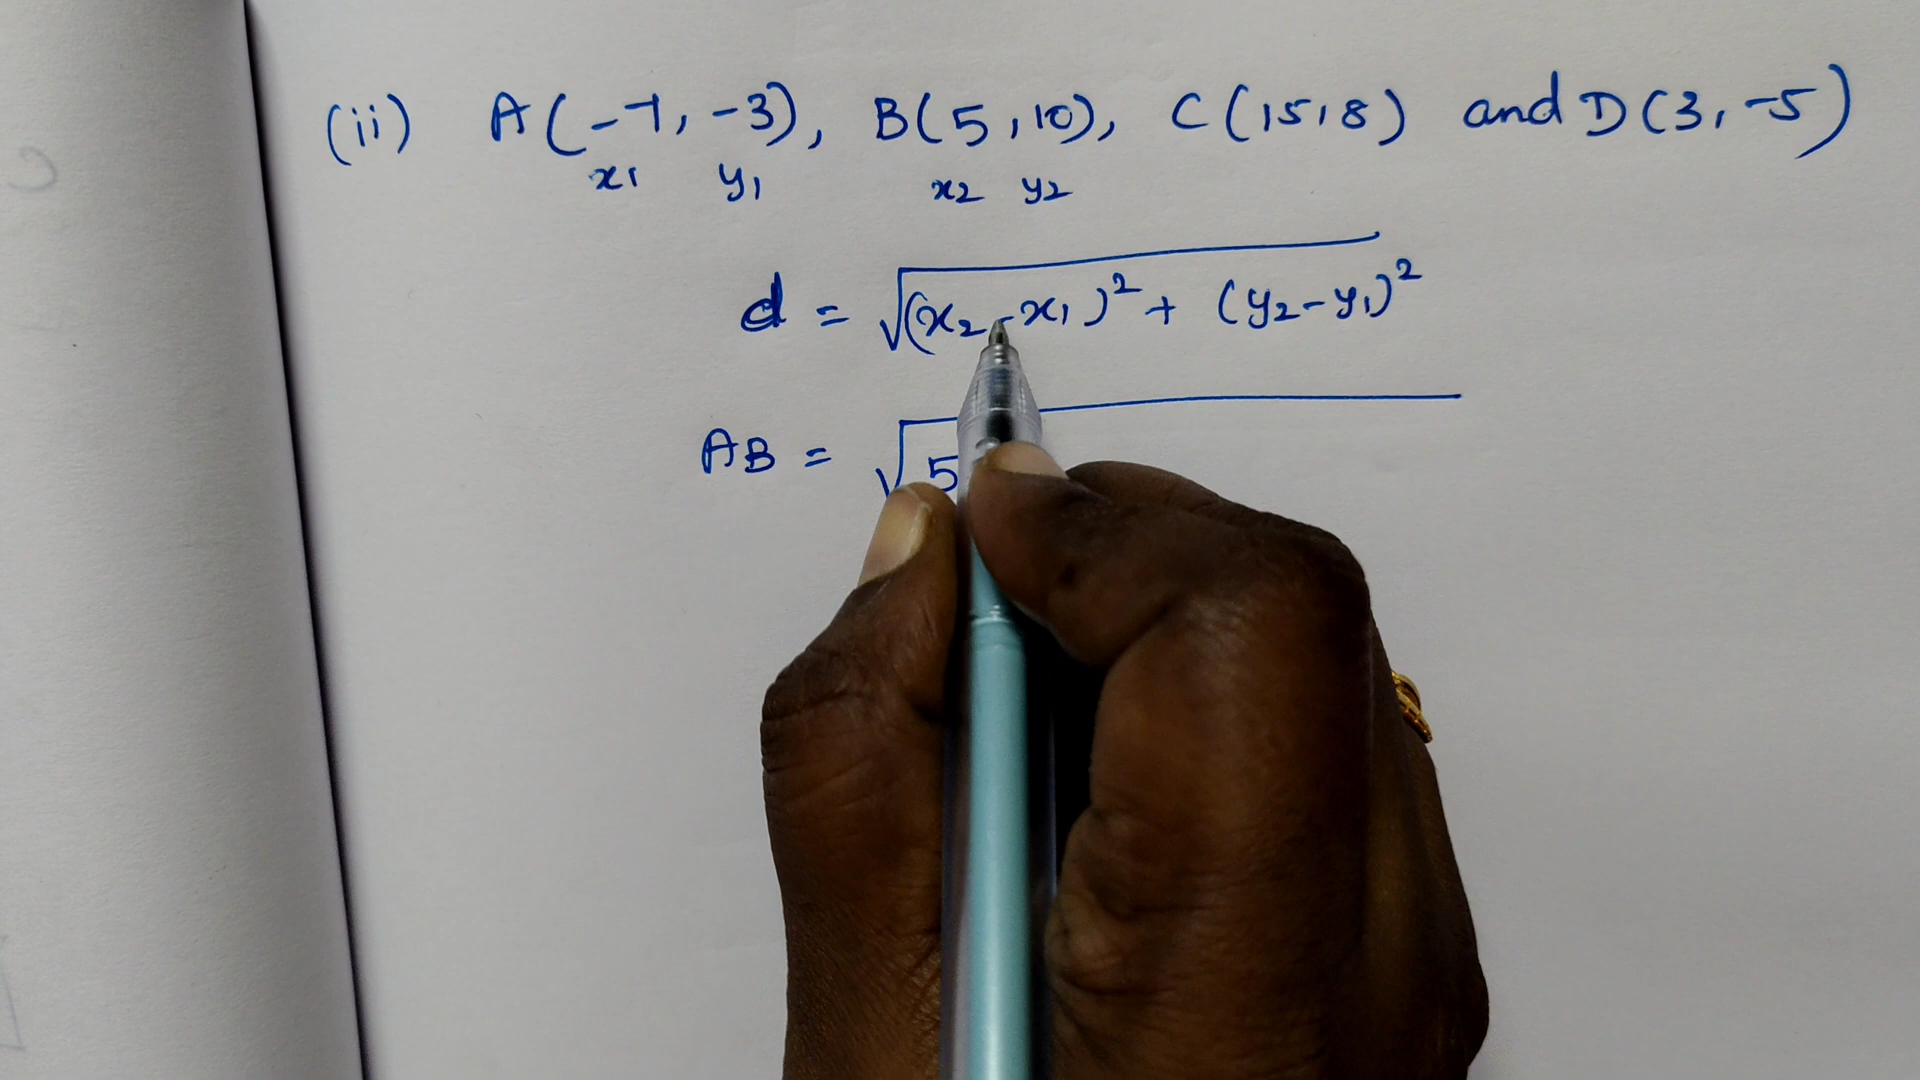 (ii) A(-7, -3), B(5,10), C(15,8) and D(3,-5)
x1 y1 x2 y2
d = √(x2-x1)² + (y2-y1)²
AB = √5